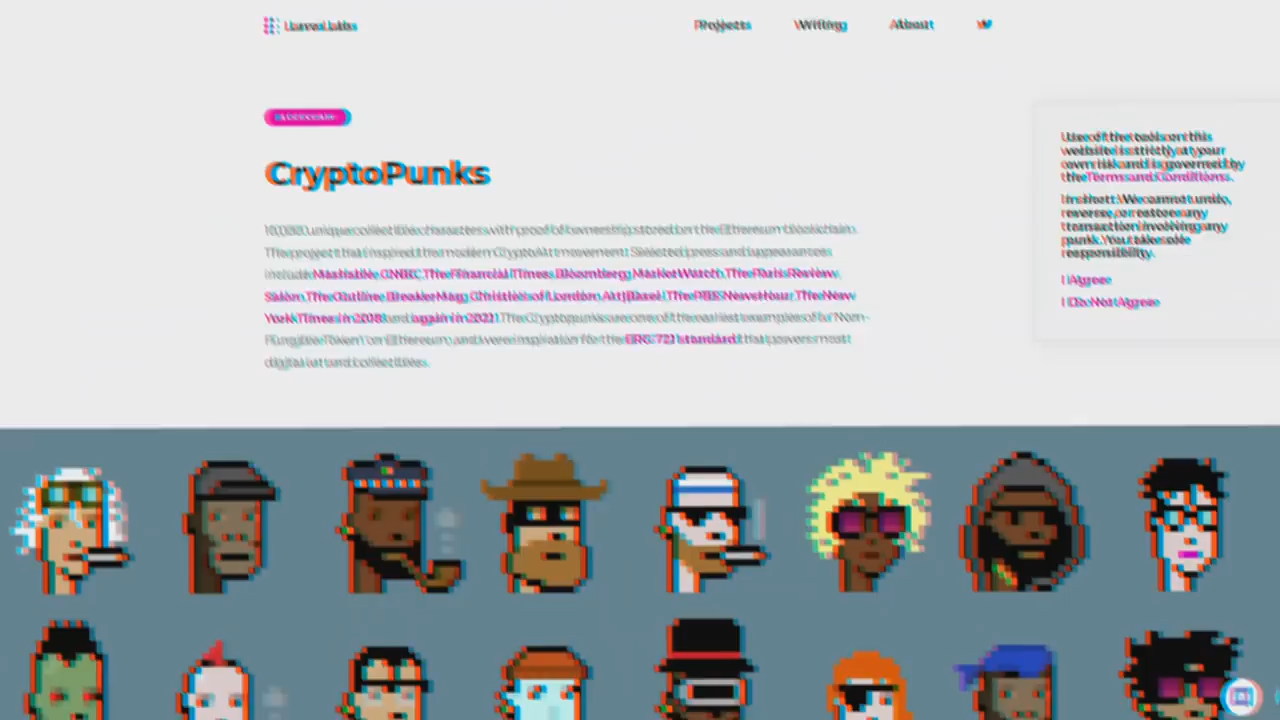 Larva Labs
Projects
Writing
About
CryptoPunks
10,000 unique collectible characters with proof of ownership stored on the Ethereum blockchain.
The project that inspired the modern CryptoArt movement. Selected press and appearances
include Mashable, CNBC, The Financial Times, Bloomberg, MarketWatch, The Paris Review,
Salon, The Outline, BreakerMag, Christie's of London, Art|Basel, The PBS NewsHour, The New
York Times in 2018 and again in 2021. The Cryptopunks are one of the earliest examples of a "Non-
Fungible Token" on Ethereum, and were inspiration for the ERC-721 standard that powers most
digital art and collectibles.
Use of the tools on this
website is strictly at your
own risk and is governed by
the Terms and Conditions.
In short: We cannot undo,
reverse, or restore any
transaction involving any
punk. You take sole
responsibility.
I Agree
I Do Not Agree